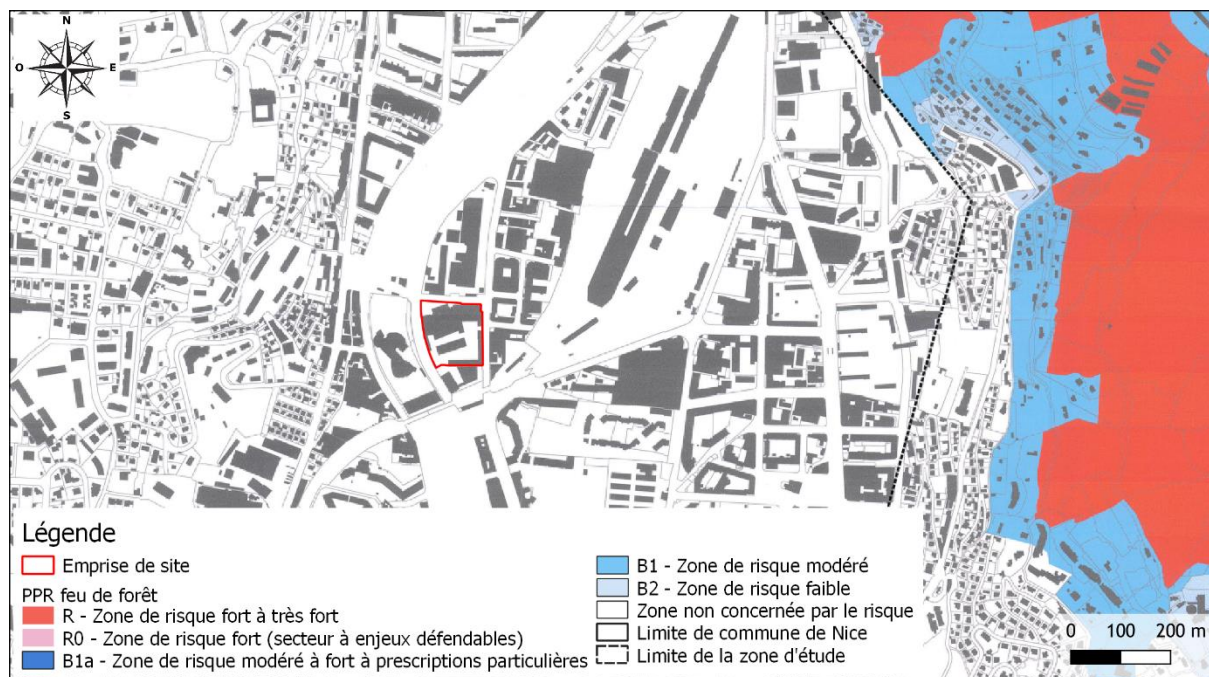 N
O
E
S
Légende
Emprise de site
PPR feu de forêt
R - Zone de risque fort à très fort
R0 - Zone de risque fort (secteur à enjeux défendables)
B1a - Zone de risque modéré à fort à prescriptions particulières
B1 - Zone de risque modéré
B2 - Zone de risque faible
Zone non concernée par le risque
Limite de commune de Nice
Limite de la zone d'étude
0 100 200 m